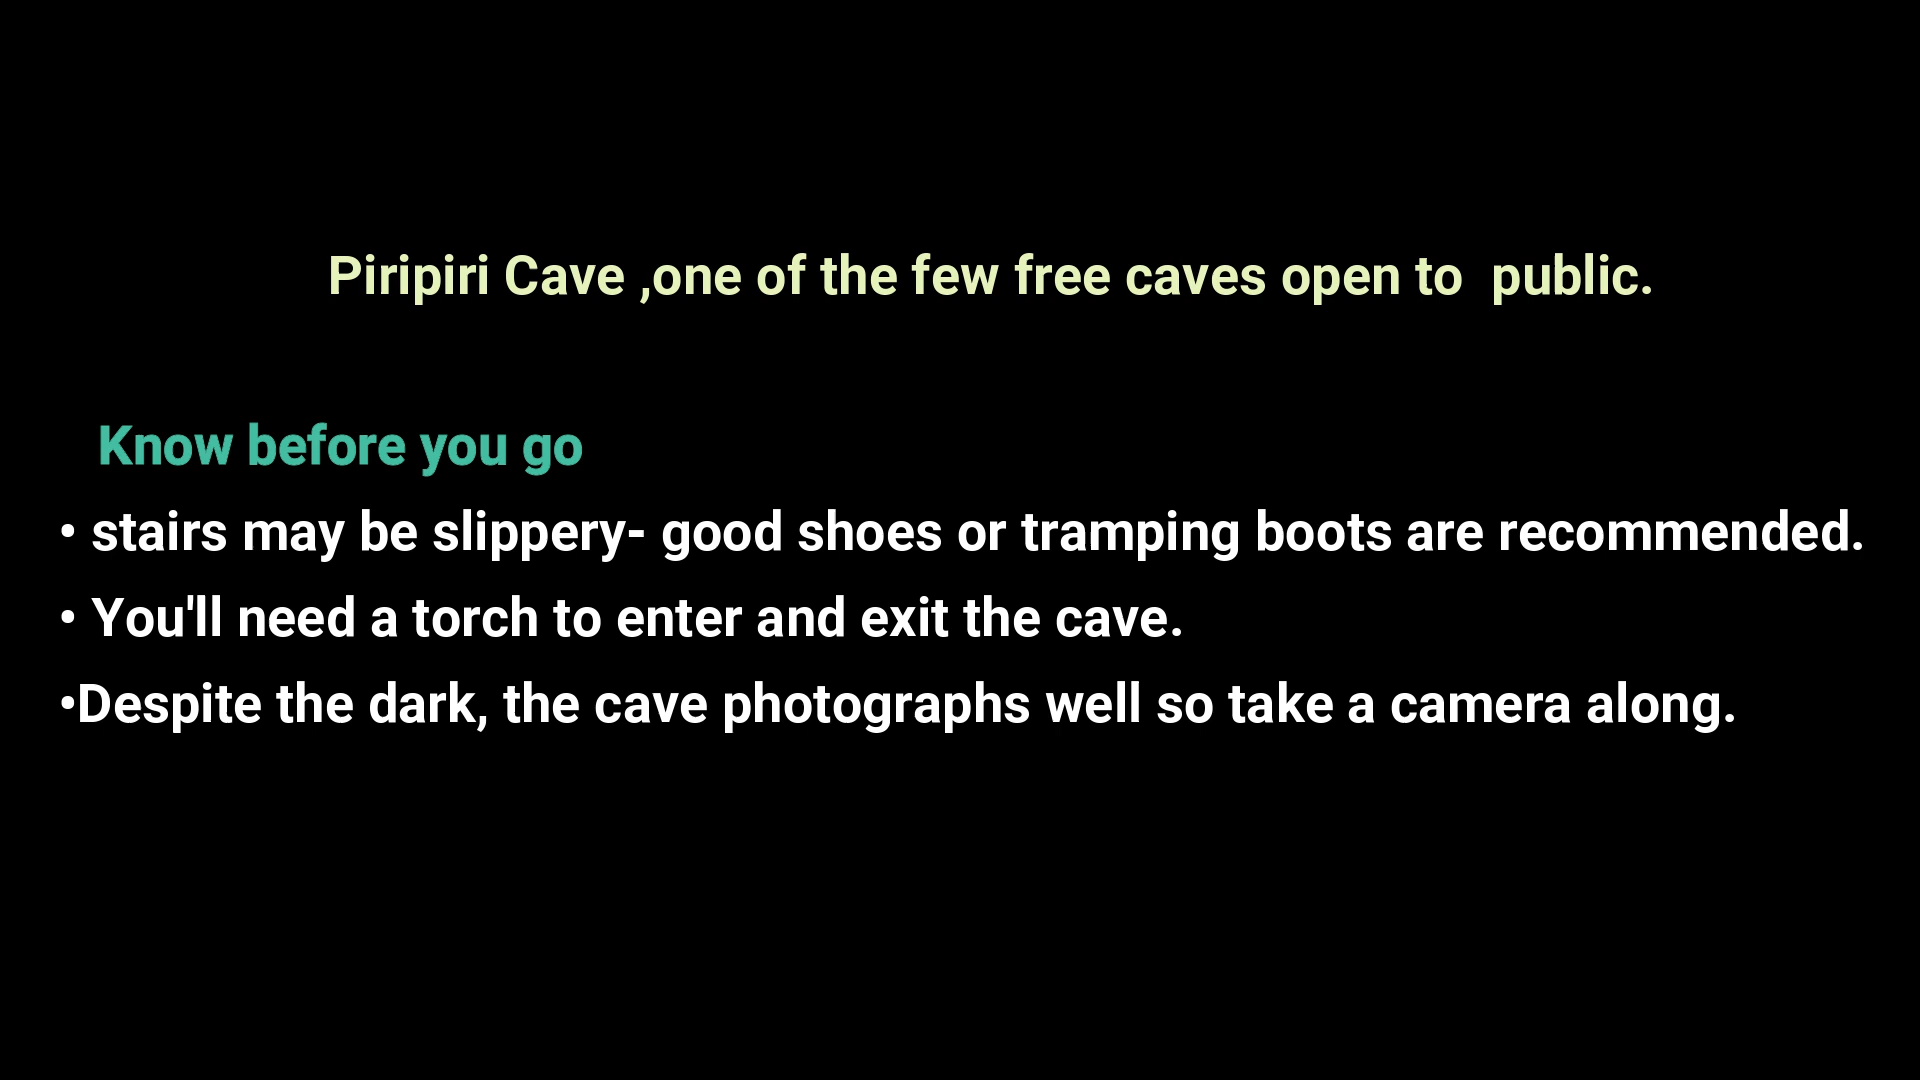 Piripiri Cave ,one of the few free caves open to  public.
Know before you go
• stairs may be slippery- good shoes or tramping boots are recommended.
• You'll need a torch to enter and exit the cave.
•Despite the dark, the cave photographs well so take a camera along.